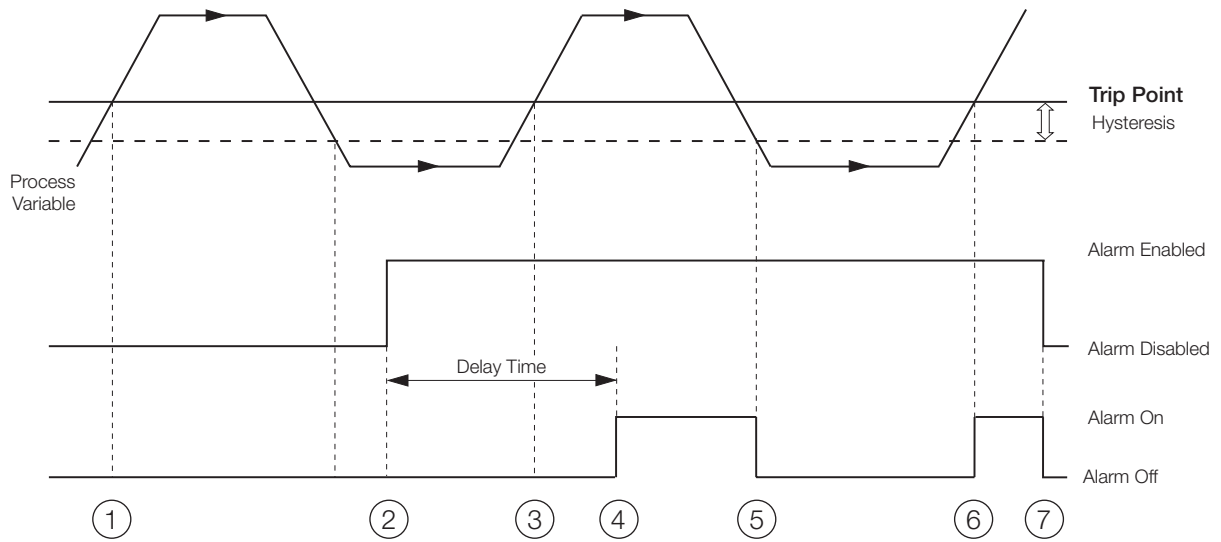 Trip Point
Hysteresis
Process
Variable
Alarm Enabled
Alarm Disabled
Delay Time
Alarm On
Alarm Off
1 2 3 4 5 6 7